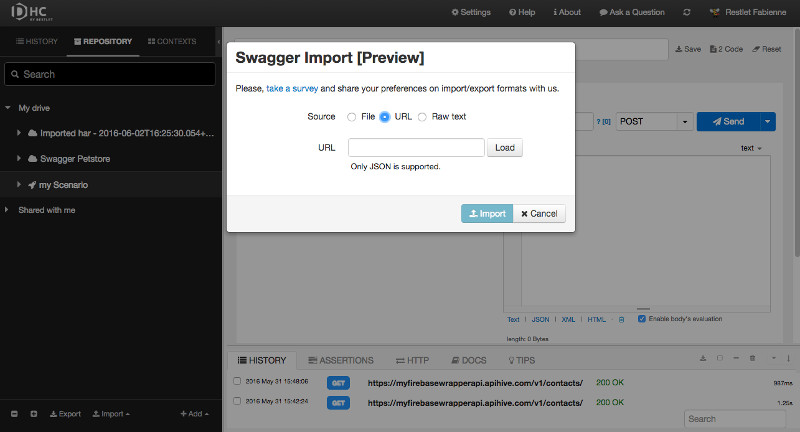 DHC
BY RESTLET
Settings
Help
About
Ask a Question
Restlet Fabienne
HISTORY
REPOSITORY
CONTEXTS
Search
My drive
Imported har - 2016-06-02T16:25:30.054+...
Swagger Petstore
my Scenario
Shared with me
Export
Import
Add
Save
2 Code
Reset
? [0]
POST
Send
text
Swagger Import [Preview]
Please, take a survey and share your preferences on import/export formats with us.
Source
File
URL
Raw text
URL
Load
Only JSON is supported.
Import
Cancel
Text | JSON | XML | HTML
Enable body's evaluation
length: 0 Bytes
HISTORY
ASSERTIONS
HTTP
DOCS
TIPS
2016 May 31 15:48:06 GET https://myfirebasewrapperapi.apihive.com/v1/contacts/ 200 OK 987ms
2016 May 31 15:42:24 GET https://myfirebasewrapperapi.apihive.com/v1/contacts/ 200 OK 1.25s
Search